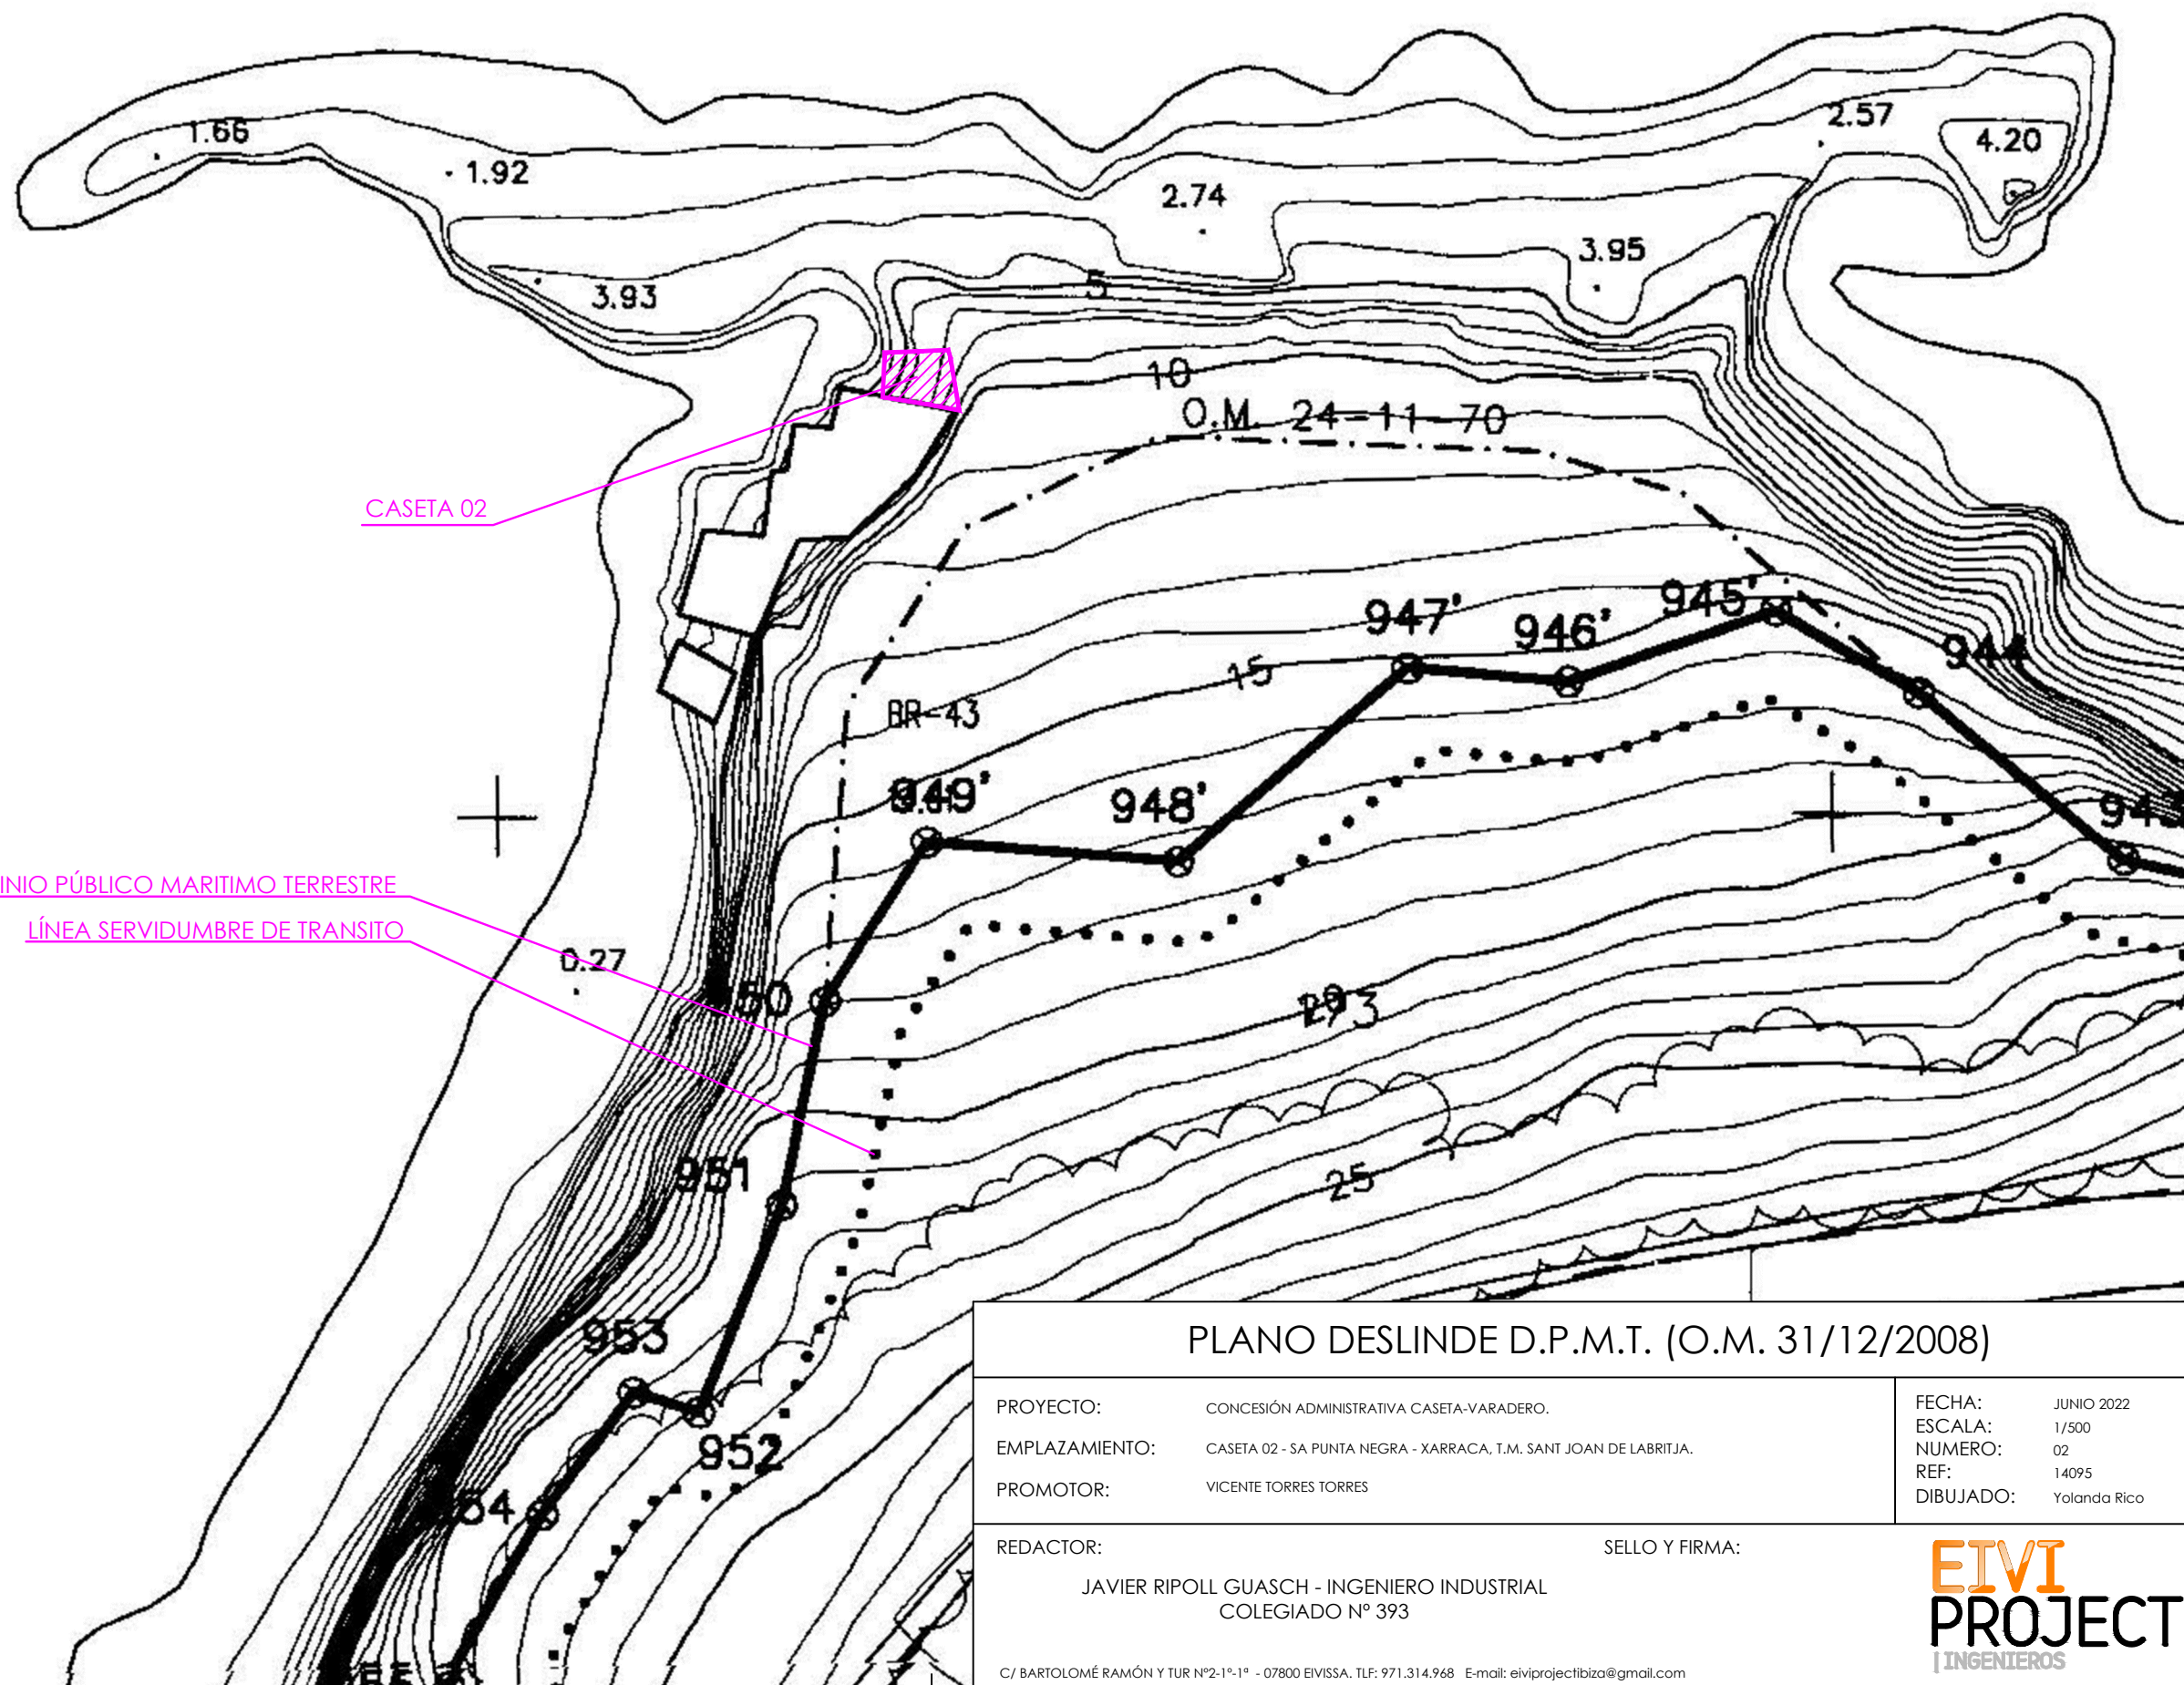 1.66
1.92
2.57
4.20
2.74
3.95
3.93
5
10
O.M. 24-11-70
CASETA 02
947'
946'
945'
944
15
BR-43
949'
948'
943
INIO PÚBLICO MARITIMO TERRESTRE
LÍNEA SERVIDUMBRE DE TRANSITO
0.27
50
951
25
953
952
54
PLANO DESLINDE D.P.M.T. (O.M. 31/12/2008)
PROYECTO: CONCESIÓN ADMINISTRATIVA CASETA-VARADERO.
EMPLAZAMIENTO: CASETA 02 - SA PUNTA NEGRA - XARRACA, T.M. SANT JOAN DE LABRITJA.
PROMOTOR: VICENTE TORRES TORRES
FECHA: JUNIO 2022
ESCALA: 1/500
NUMERO: 02
REF: 14095
DIBUJADO: Yolanda Rico
REDACTOR:
SELLO Y FIRMA:
JAVIER RIPOLL GUASCH - INGENIERO INDUSTRIAL
COLEGIADO Nº 393
C/ BARTOLOMÉ RAMÓN Y TUR Nº2-1º-1ª - 07800 EIVISSA. TLF: 971.314.968 E-mail: eiviprojectibiza@gmail.com
EIVI
PROJECT
| INGENIEROS